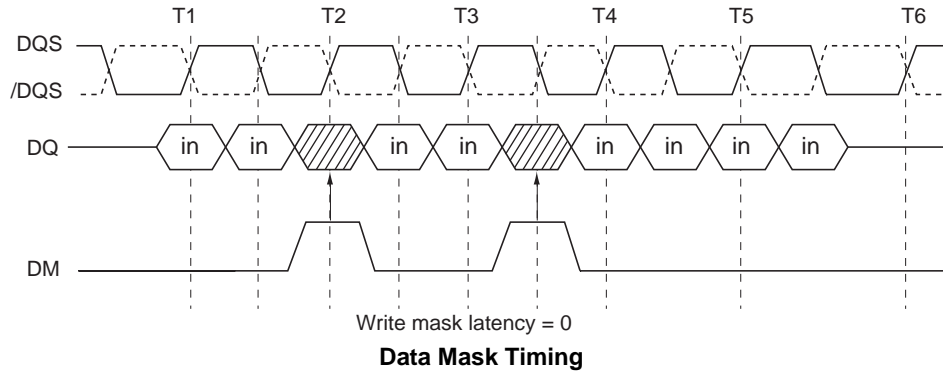 T1 T2 T3 T4 T5 T6
DQS
/DQS
DQ in in in in in in in in
DM
Write mask latency = 0
Data Mask Timing